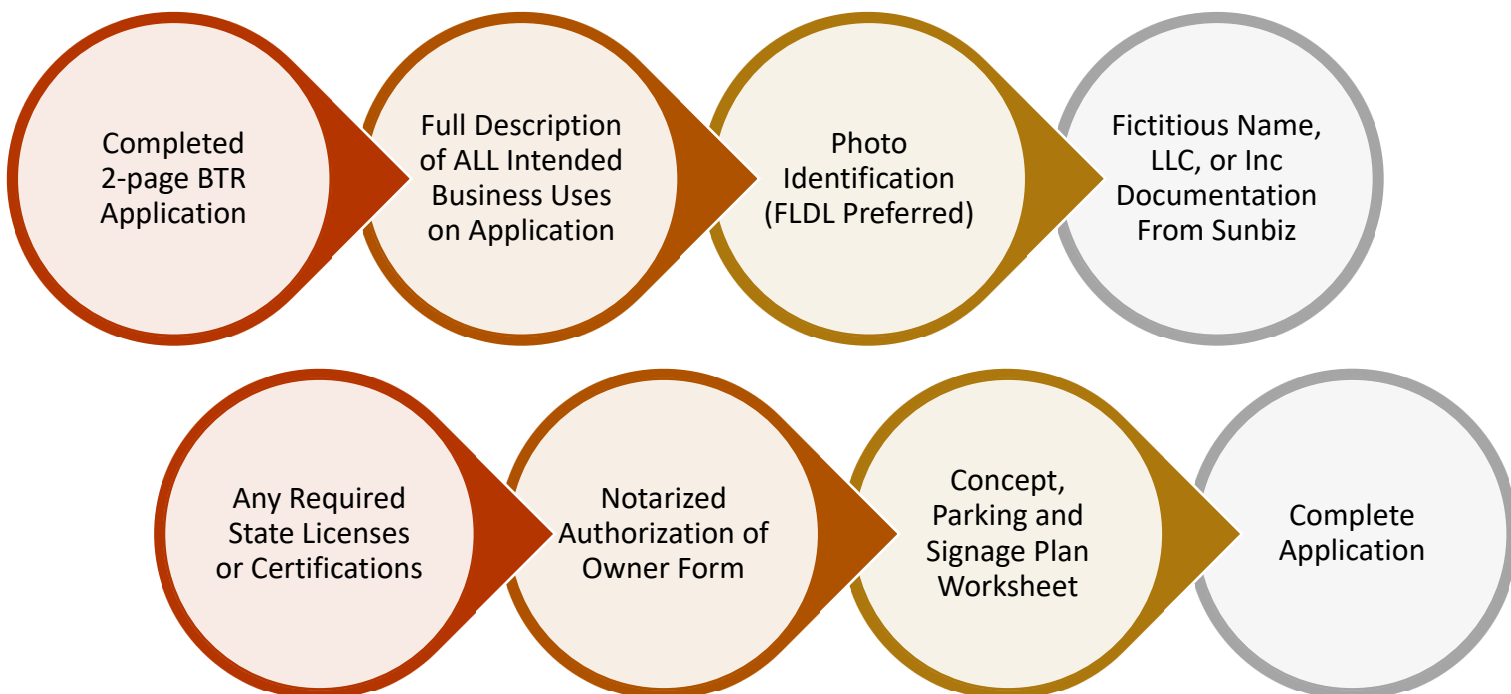 Completed
2-page BTR
Application
Full Description
of ALL Intended
Business Uses
on Application
Photo
Identification
(FLDL Preferred)
Fictitious Name,
LLC, or Inc
Documentation
From Sunbiz
Any Required
State Licenses
or Certifications
Notarized
Authorization of
Owner Form
Concept,
Parking and
Signage Plan
Worksheet
Complete
Application